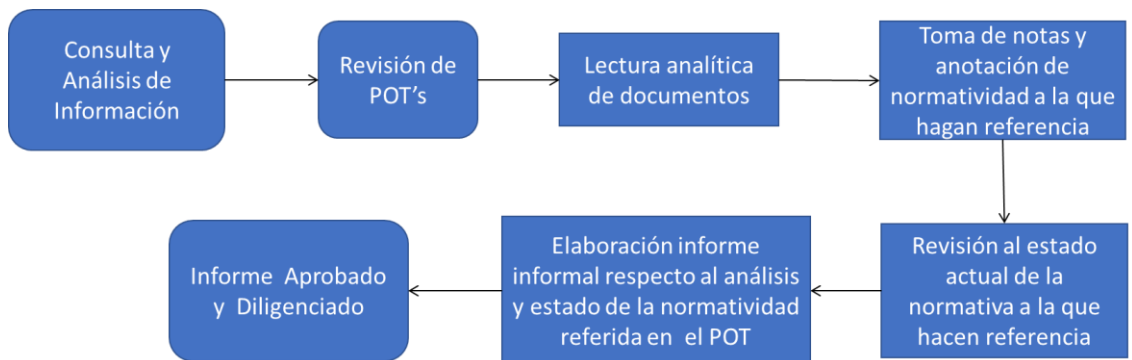 Consulta y
Análisis de
Información
Revisión de
POT’s
Lectura analítica
de documentos
Toma de notas y
anotación de
normatividad a la que
hagan referencia
Informe Aprobado
y Diligenciado
Elaboración informe
informal respecto al análisis
y estado de la normatividad
referida en el POT
Revisión al estado
actual de la
normativa a la que
hacen referencia